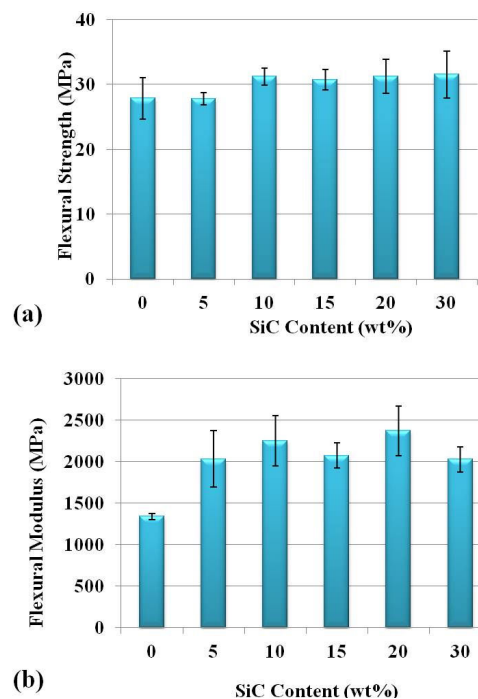 40
30
20
10
0
Flexural Strength (MPa)
0 5 10 15 20 30
SiC Content (wt%)
(a)
3000
2500
2000
1500
1000
500
0
Flexural Modulus (MPa)
0 5 10 15 20 30
SiC Content (wt%)
(b)